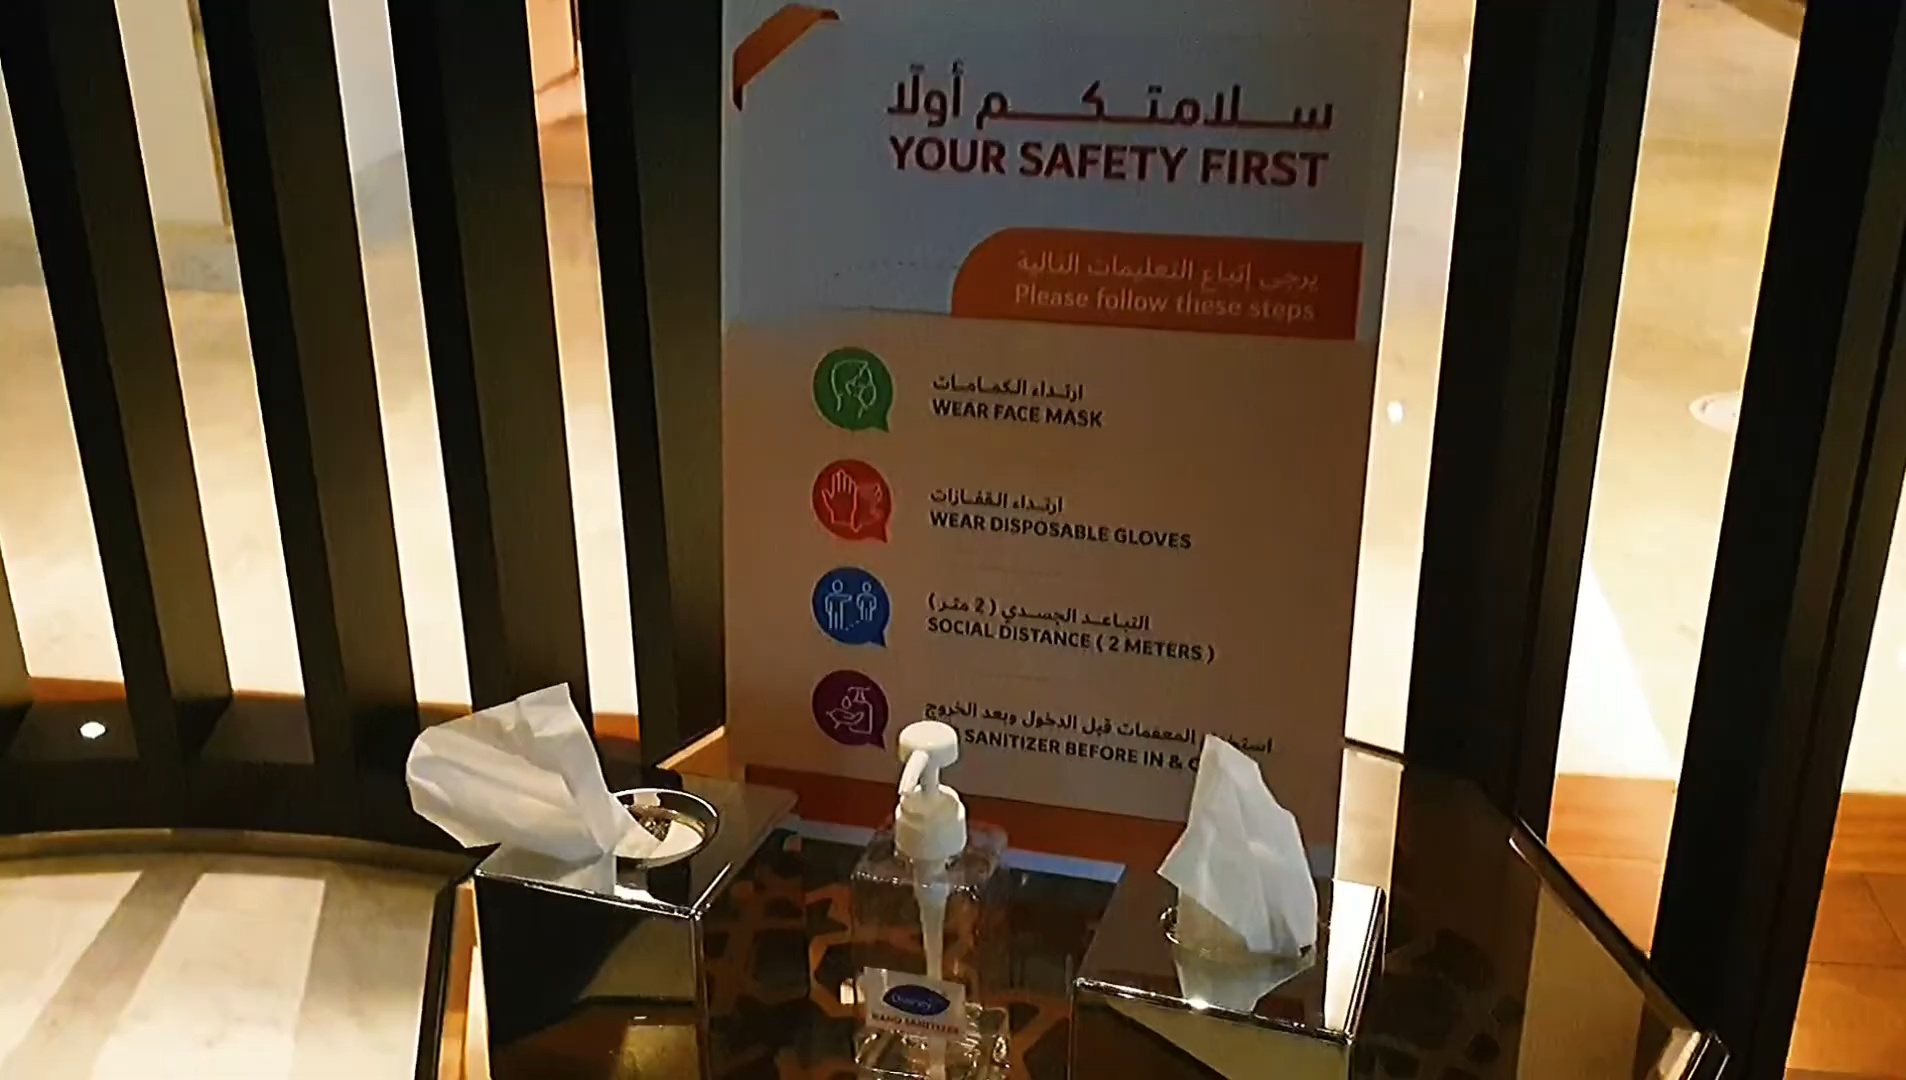 سلامتكم أولًا
YOUR SAFETY FIRST
يرجى إتباع التعليمات التالية
Please follow these steps
ارتداء الكمامات
WEAR FACE MASK
ارتداء القفازات
WEAR DISPOSABLE GLOVES
التباعد الجسدي ( 2 متر )
SOCIAL DISTANCE ( 2 METERS )
المعقمات قبل الدخول وبعد الخروج
SANITIZER BEFORE IN &
HAND SANITIZER